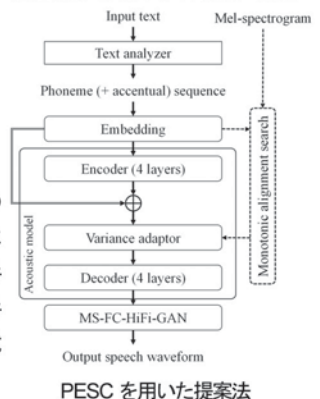 Input text
Mel-spectrogram
Text analyzer
Phoneme (+ accentual) sequence
Embedding
Encoder (4 layers)
Variance adaptor
Decoder (4 layers)
Acoustic model
Monotonic alignment search
MS-FC-HiFi-GAN
Output speech waveform
PESC を用いた提案法